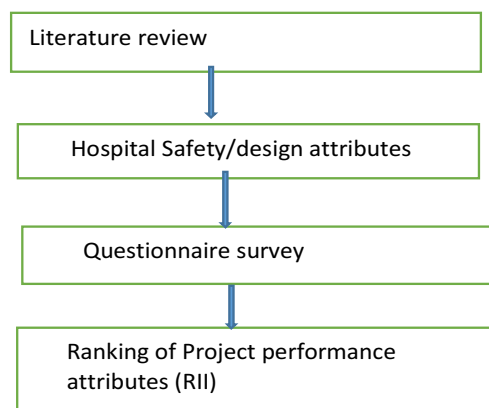 Literature review
Hospital Safety/design attributes
Questionnaire survey
Ranking of Project performance
attributes (RII)